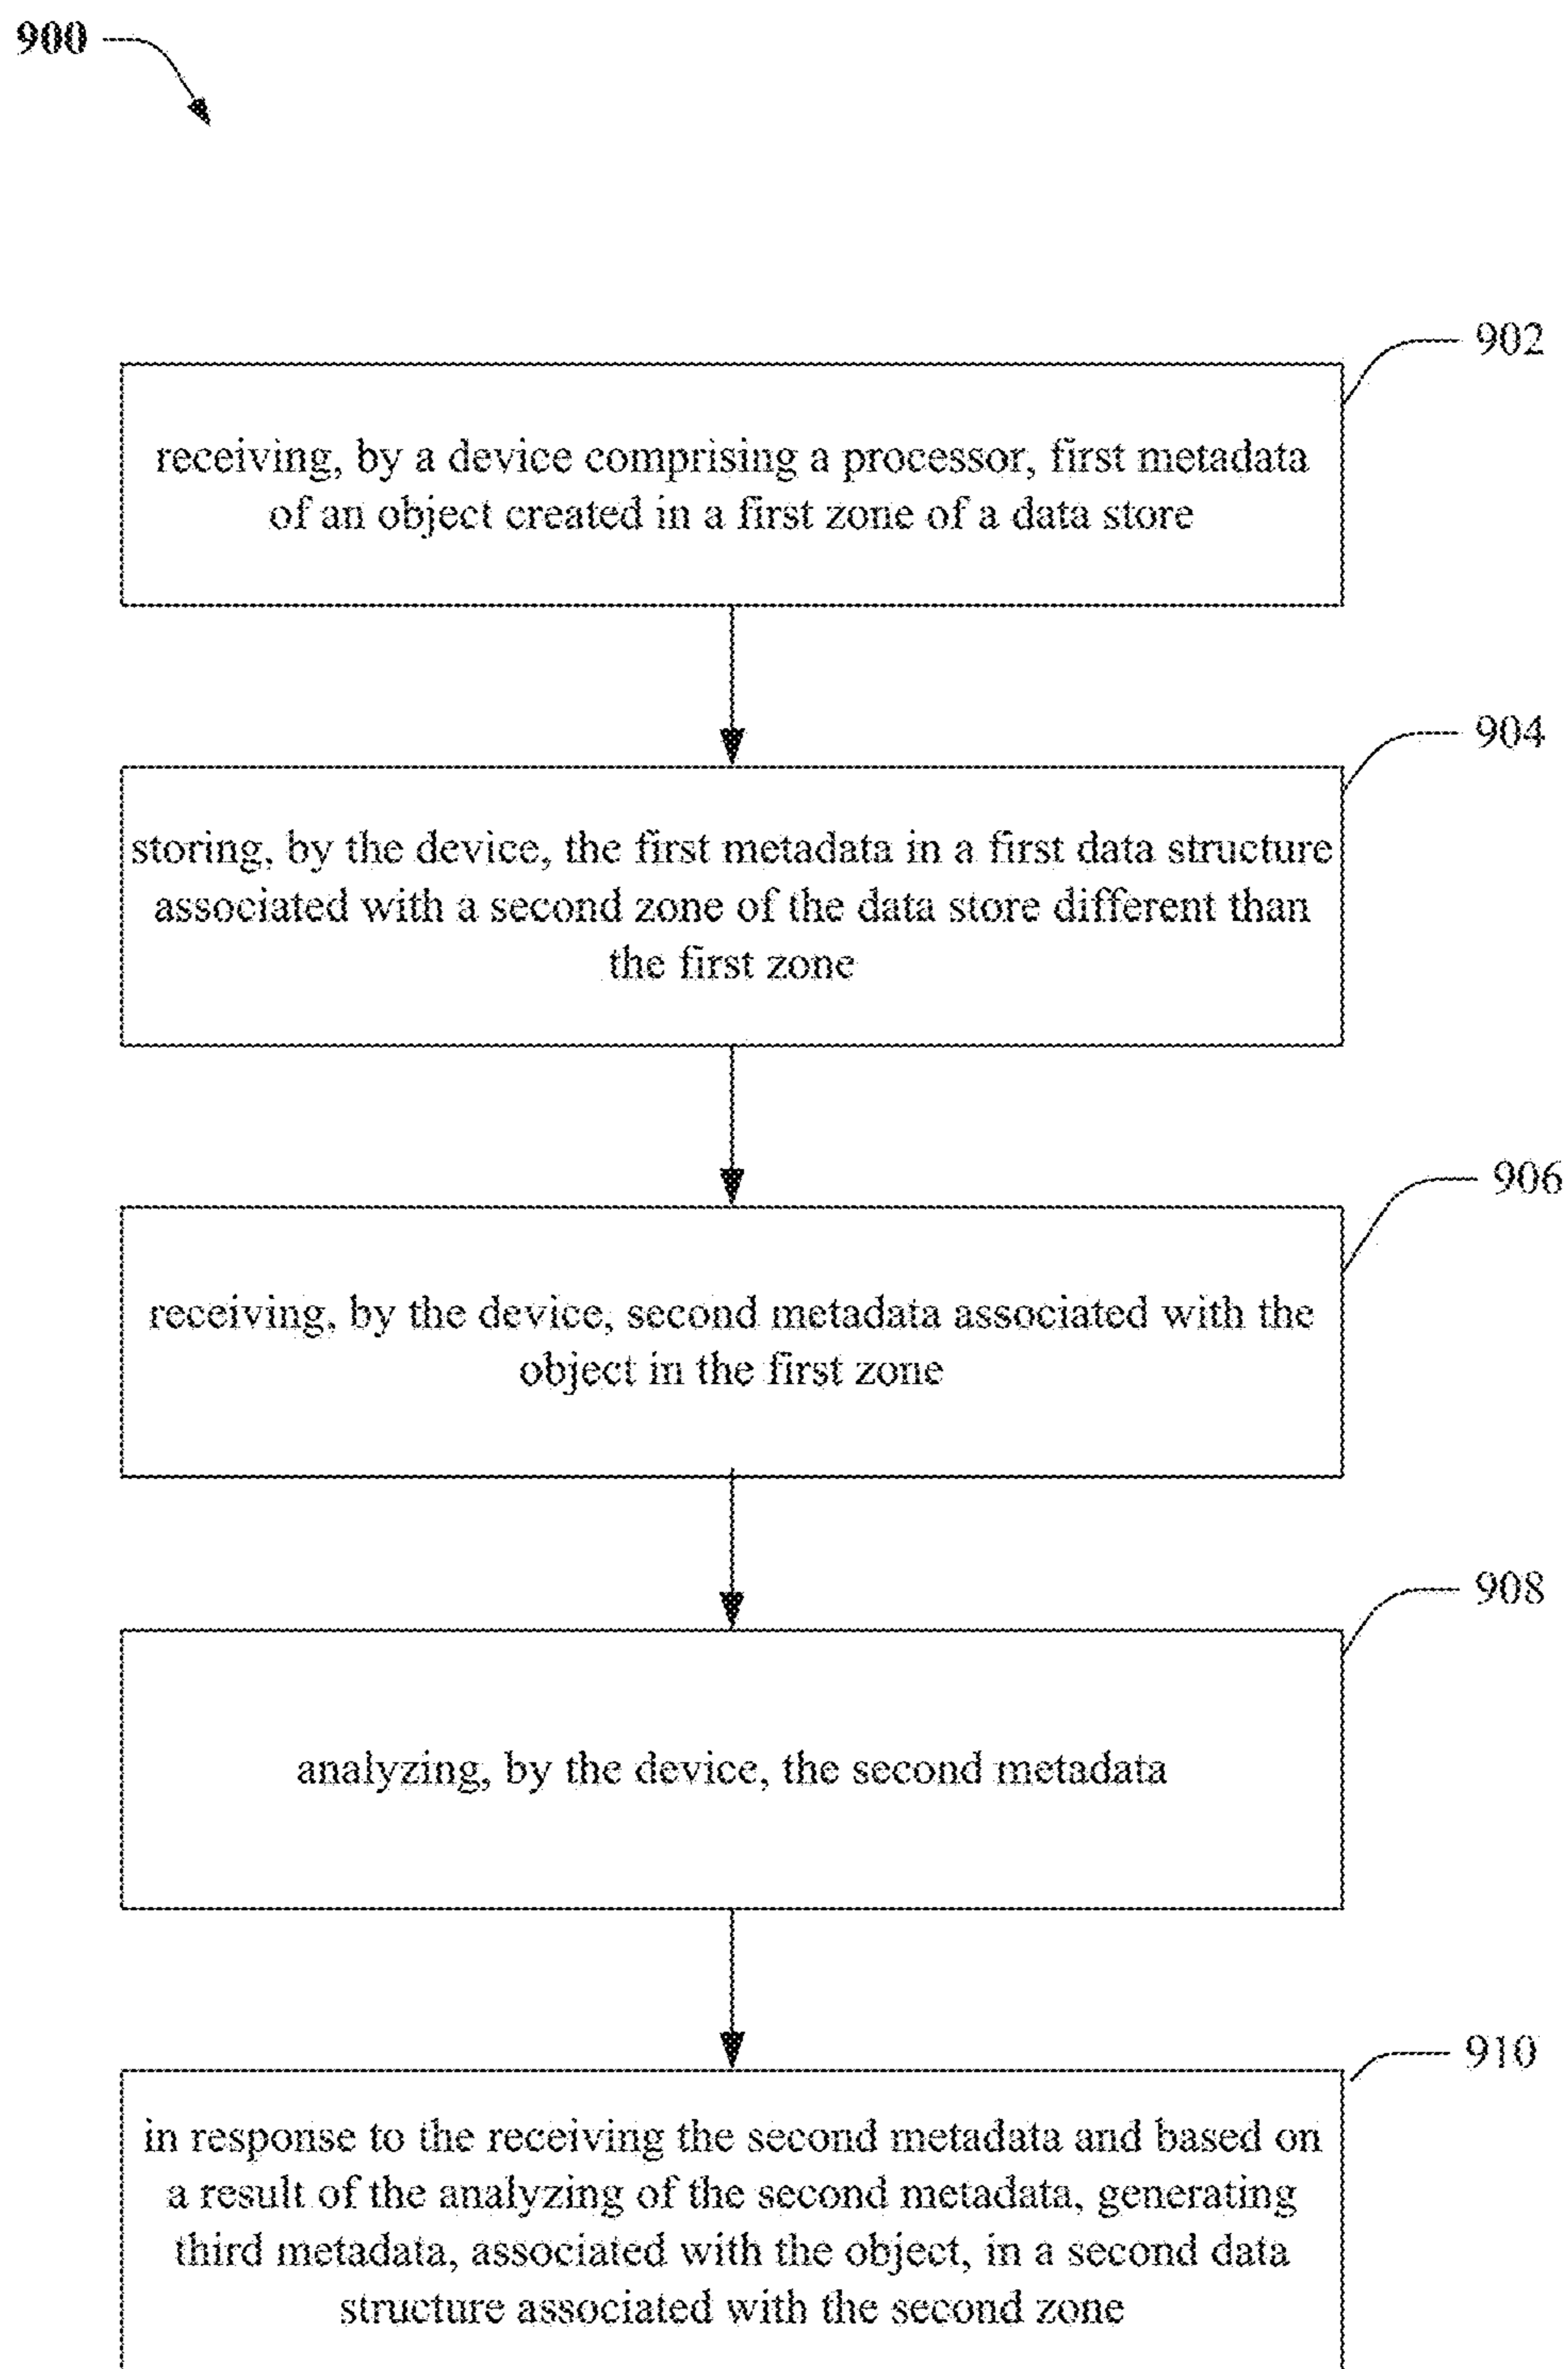 900
902
receiving, by a device comprising a processor, first metadata
of an object created in a first zone of a data store
904
storing, by the device, the first metadata in a first data structure
associated with a second zone of the data store different than
the first zone
906
receiving, by the device, second metadata associated with the
object in the first zone
908
analyzing, by the device, the second metadata
910
in response to the receiving the second metadata and based on
a result of the analyzing of the second metadata, generating
third metadata, associated with the object, in a second data
structure associated with the second zone